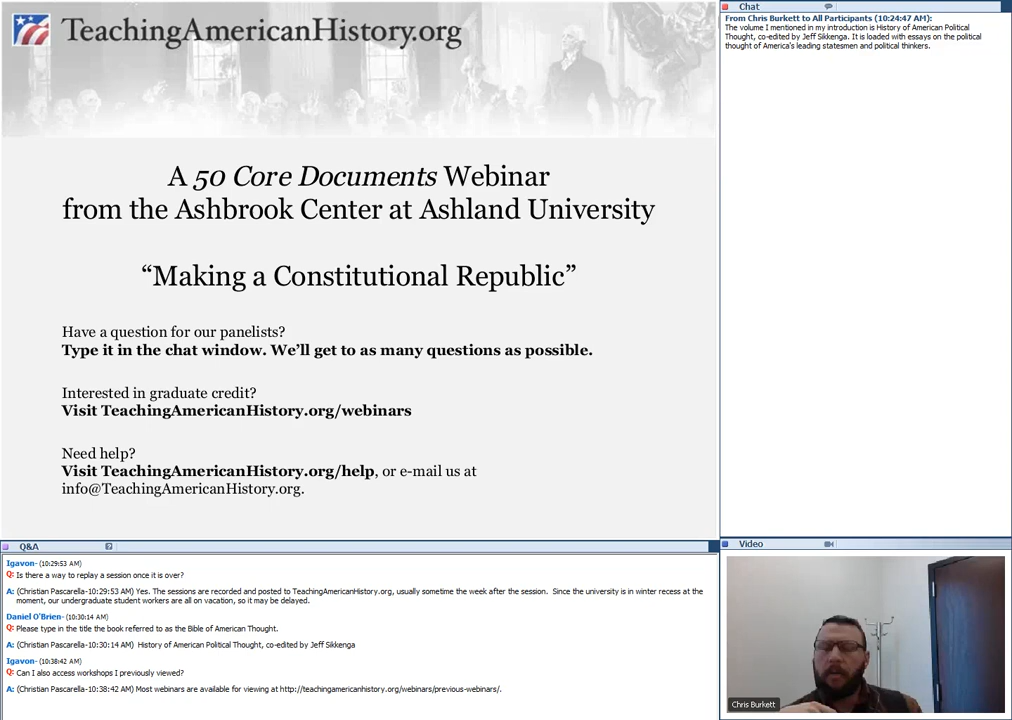 TeachingAmericanHistory.org
A 50 Core Documents Webinar
from the Ashbrook Center at Ashland University
“Making a Constitutional Republic”
Have a question for our panelists?
Type it in the chat window. We’ll get to as many questions as possible.
Interested in graduate credit?
Visit TeachingAmericanHistory.org/webinars
Need help?
Visit TeachingAmericanHistory.org/help, or e-mail us at
info@TeachingAmericanHistory.org.
Chat
From Chris Burkett to All Participants (10:24:47 AM):
The volume I mentioned in my introduction is History of American Political
Thought, co-edited by Jeff Sikkenga. It is loaded with essays on the political
thought of America's leading statesmen and political thinkers.
Q&A
Igavon- (10:29:53 AM)
Q: Is there a way to replay a session once it is over?
A: (Christian Pascarella-10:29:53 AM) Yes. The sessions are recorded and posted to TeachingAmericanHistory.org, usually sometime the week after the session. Since the university is in winter recess at the
moment, our undergraduate student workers are all on vacation, so it may be delayed.
Daniel O'Brien- (10:30:14 AM)
Q: Please type in the title the book referred to as the Bible of American Thought.
A: (Christian Pascarella-10:30:14 AM) History of American Political Thought, co-edited by Jeff Sikkenga
Igavon- (10:38:42 AM)
Q: Can I also access workshops I previously viewed?
A: (Christian Pascarella-10:38:42 AM) Most webinars are available for viewing at http://teachingamericanhistory.org/webinars/previous-webinars/.
Video
Chris Burkett